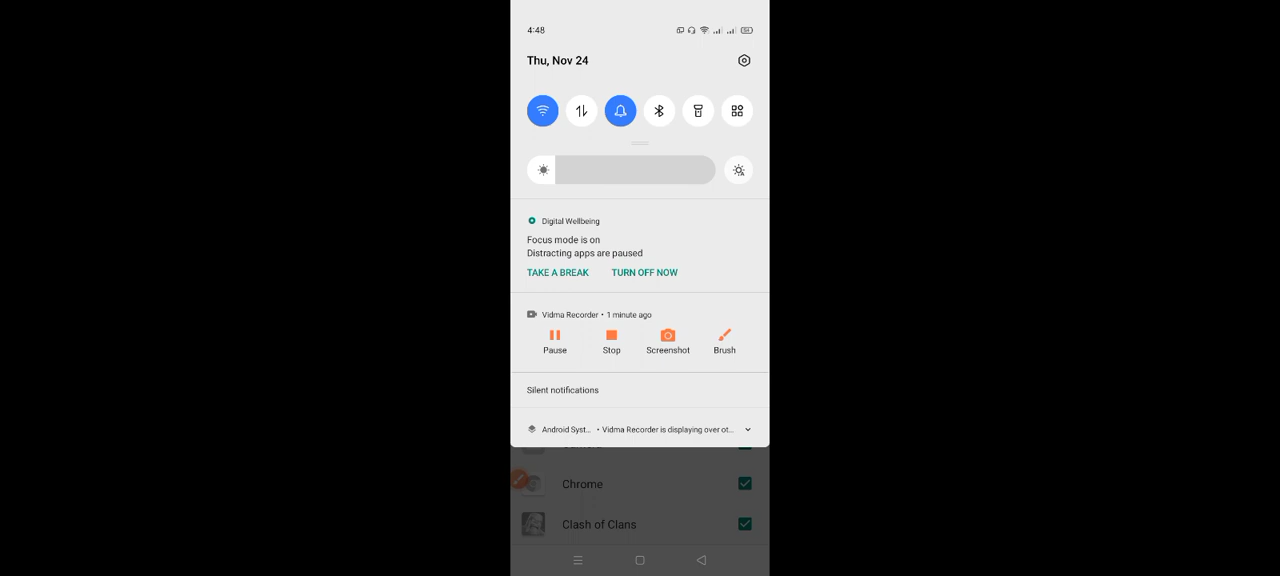 4:48
Thu, Nov 24
Digital Wellbeing
Focus mode is on
Distracting apps are paused
TAKE A BREAK TURN OFF NOW
Vidma Recorder • 1 minute ago
Pause Stop Screenshot Brush
Silent notifications
Android Syst... • Vidma Recorder is displaying over ot...
Chrome
Clash of Clans